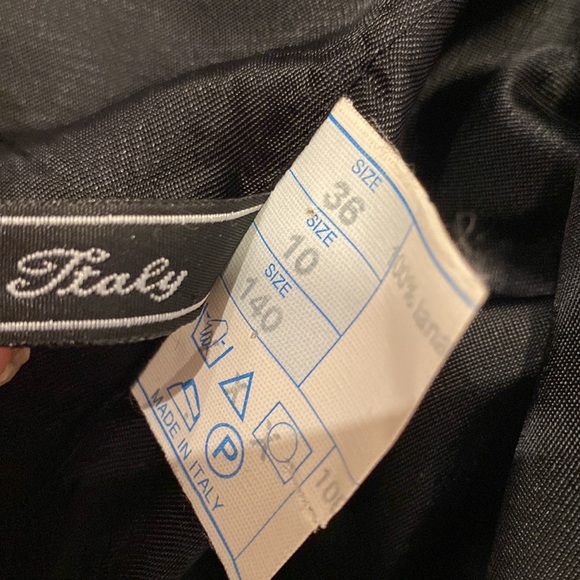 Italy
SIZE
36
SIZE
10
SIZE
140
P
MADE IN ITALY
100% lana